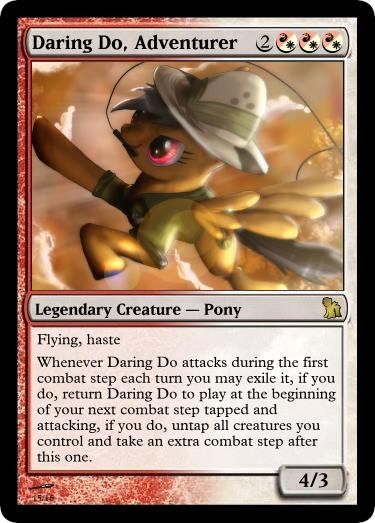 Daring Do, Adventurer 2
Legendary Creature — Pony
Flying, haste
Whenever Daring Do attacks during the first
combat step each turn you may exile it, if you
do, return Daring Do to play at the beginning
of your next combat step tapped and
attacking, if you do, untap all creatures you
control and take an extra combat step after
this one.
4/3